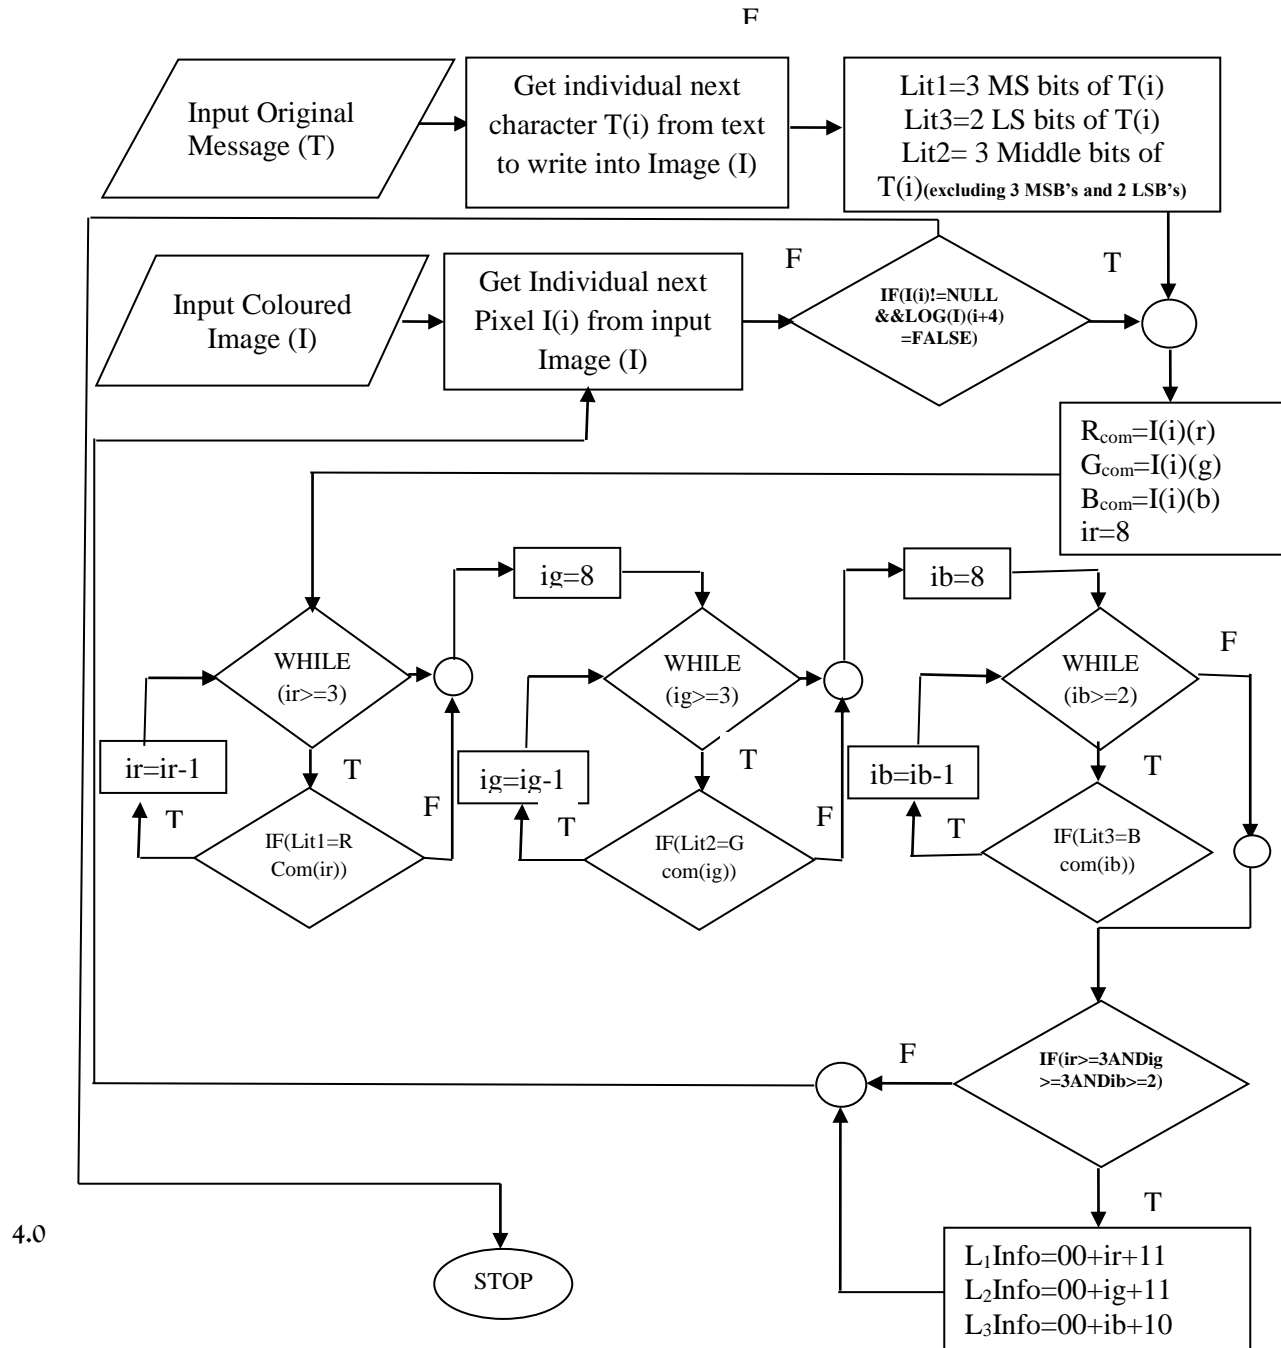 F
Input Original
Message (T)
Get individual next
character T(i) from text
to write into Image (I)
Lit1=3 MS bits of T(i)
Lit3=2 LS bits of T(i)
Lit2= 3 Middle bits of
T(i)(excluding 3 MSB's and 2 LSB's)
Input Coloured
Image (I)
Get Individual next
Pixel I(i) from input
Image (I)
F
IF(I(i)!=NULL
&&LOG(I)(i+4)
=FALSE)
T
Rcom=I(i)(r)
Gcom=I(i)(g)
Bcom=I(i)(b)
ir=8
ig=8
ib=8
WHILE
(ir>=3)
WHILE
(ig>=3)
WHILE
(ib>=2)
F
ir=ir-1
T
ig=ig-1
T
ib=ib-1
T
T
IF(Lit1=R
Com(ir))
F
T
IF(Lit2=G
com(ig))
F
T
IF(Lit3=B
com(ib))
F
IF(ir>=3ANDig
>=3ANDib>=2)
T
4.0
STOP
L1Info=00+ir+11
L2Info=00+ig+11
L3Info=00+ib+10